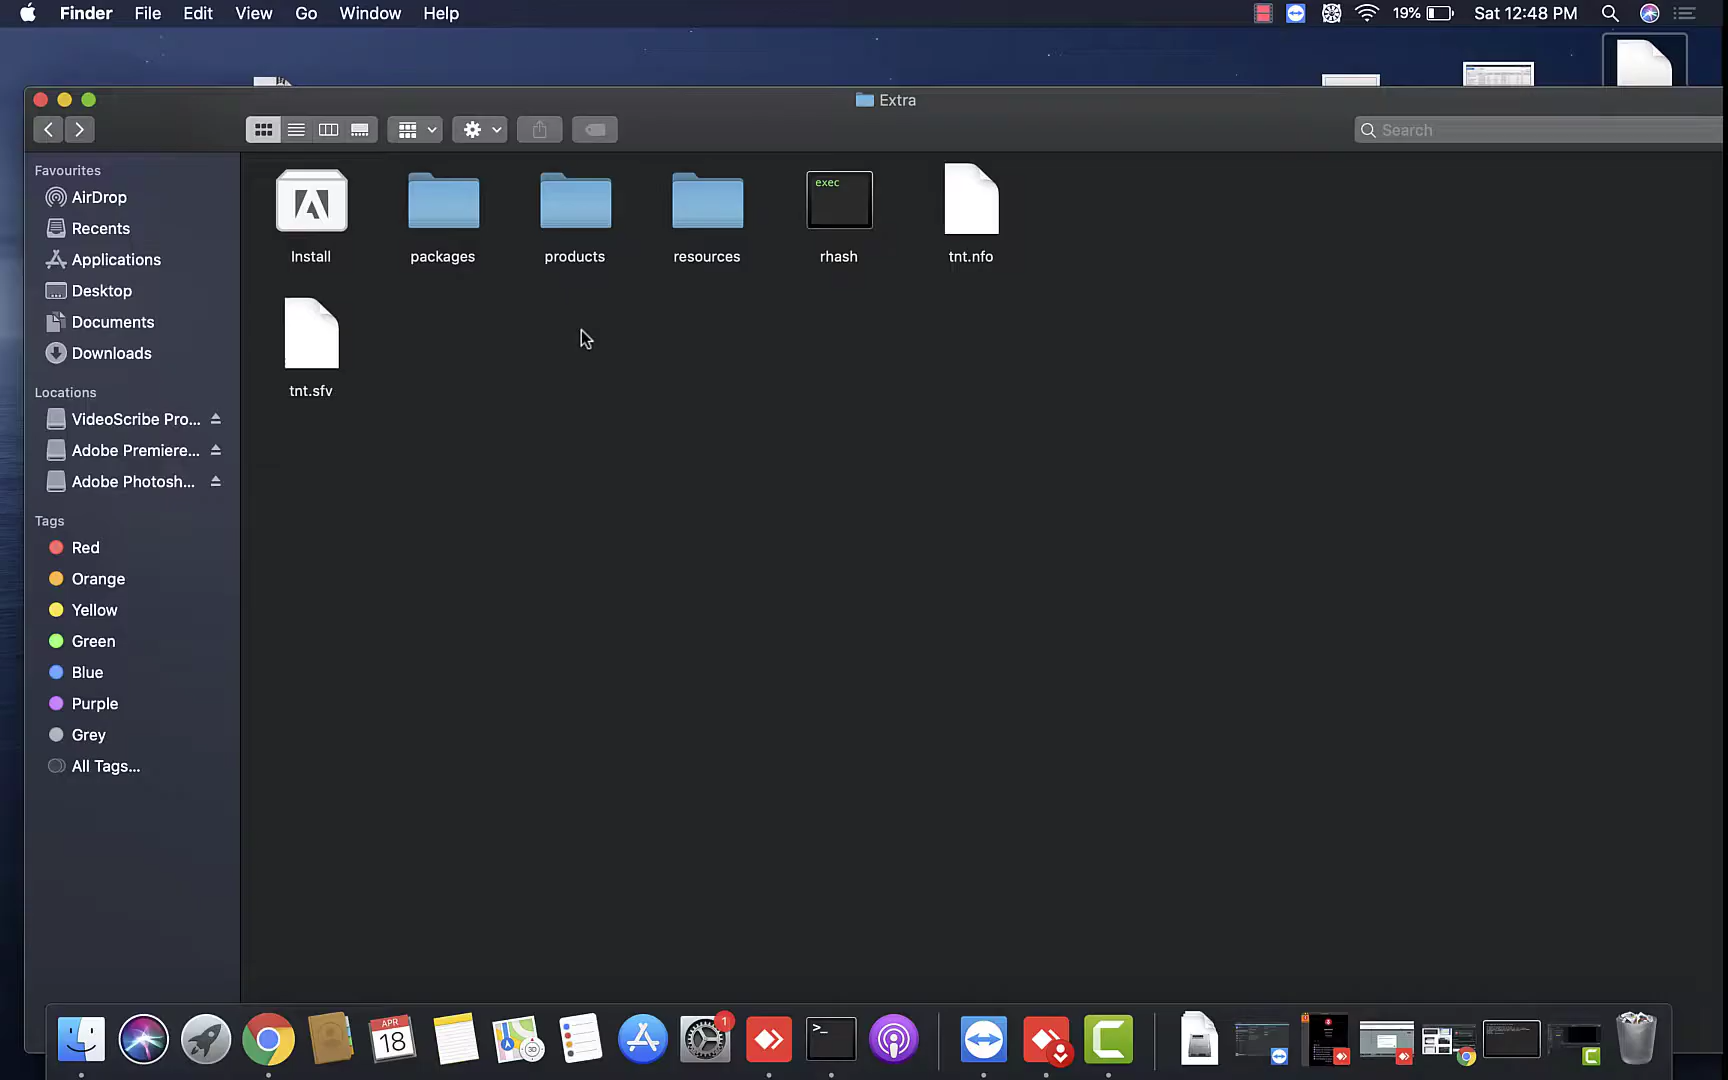 Finder File Edit View Go Window Help 19% Sat 12:48 PM
Extra
Search
Favourites
AirDrop
Recents
Applications
Desktop
Documents
Downloads
Locations
VideoScribe Pro...
Adobe Premiere...
Adobe Photosh...
Tags
Red
Orange
Yellow
Green
Blue
Purple
Grey
All Tags...
exec
Install packages products resources rhash tnt.nfo
tnt.sfv
APR
18
3D
1